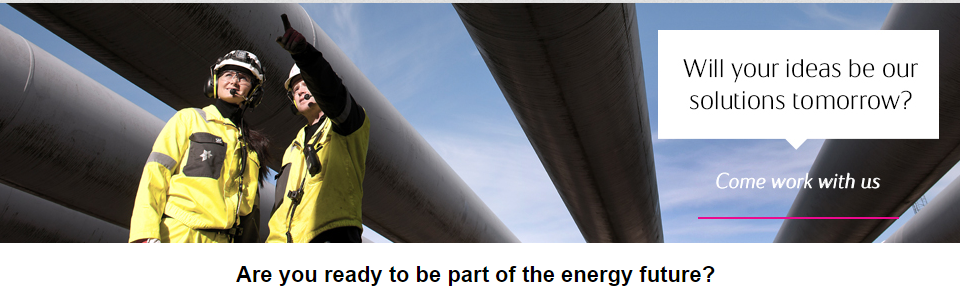 Will your ideas be our
solutions tomorrow?
Come work with us
Are you ready to be part of the energy future?